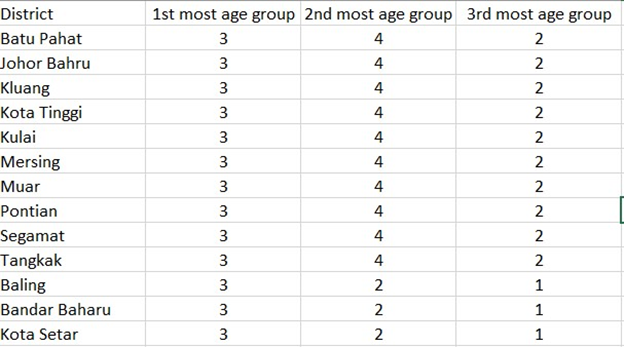 District 1st most age group 2nd most age group 3rd most age group
Batu Pahat 3 4 2
Johor Bahru 3 4 2
Kluang 3 4 2
Kota Tinggi 3 4 2
Kulai 3 4 2
Mersing 3 4 2
Muar 3 4 2
Pontian 3 4 2
Segamat 3 4 2
Tangkak 3 4 2
Baling 3 2 1
Bandar Baharu 3 2 1
Kota Setar 3 2 1